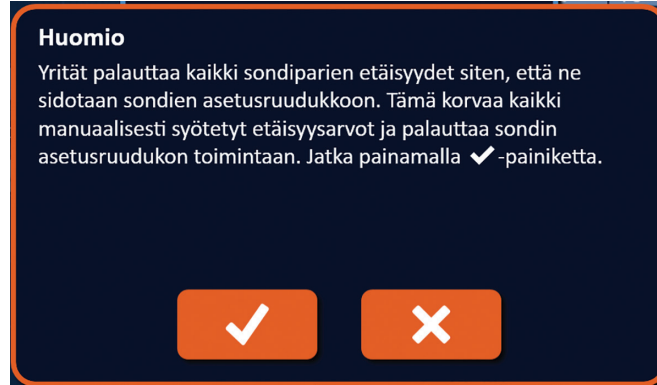 Huomio
Yrität palauttaa kaikki sondiparien etäisyydet siten, että ne
sidotaan sondien asetusruudukkoon. Tämä korvaa kaikki
manuaalisesti syötetyt etäisyysarvot ja palauttaa sondin
asetusruudukon toimintaan. Jatka painamalla ✔-painiketta.